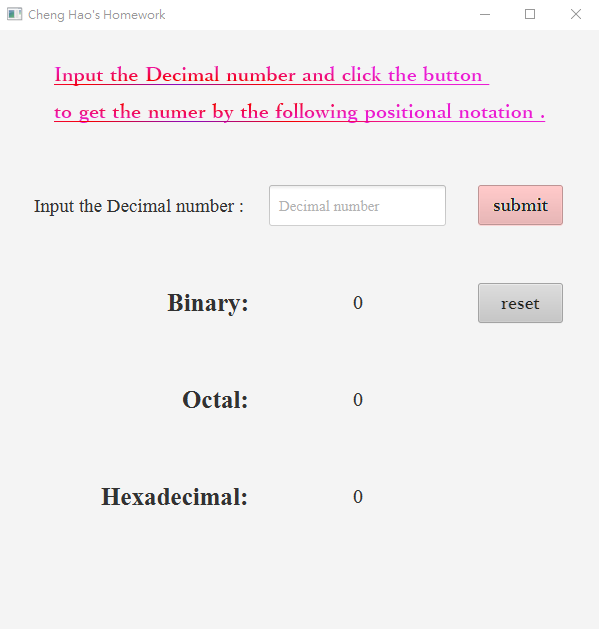 Cheng Hao's Homework
Input the Decimal number and click the button
to get the numer by the following positional notation .
Input the Decimal number :
Decimal number
submit
Binary:
0
reset
Octal:
0
Hexadecimal:
0